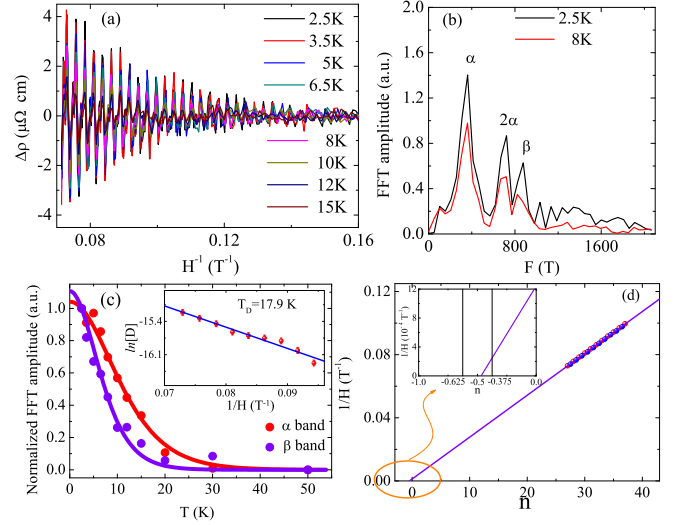 (a)
2.5K
3.5K
5K
6.5K
8K
10K
12K
15K
4
2
0
-2
-4
Δρ (μΩ cm)
0.08
0.12
0.16
H⁻¹ (T⁻¹)
(b)
2.5K
8K
α
2α
β
2.0
1.6
1.2
0.8
0.4
0.0
FFT amplitude (a.u.)
0
800
1600
F (T)
(c)
T_D=17.9 K
-15.4
-16.1
ln[D]
0.07
0.08
0.09
1/H (T⁻¹)
α band
β band
1.0
0.8
0.6
0.4
0.2
0.0
Normalized FFT amplitude (a.u.)
0
10
20
30
40
50
T (K)
(d)
12
8
4
0
1/H (10⁻⁴ T⁻¹)
-1.0
-0.625
-0.5
-0.375
0.0
n
0.12
0.08
0.04
0.00
1/H (T⁻¹)
0
10
20
30
40
n